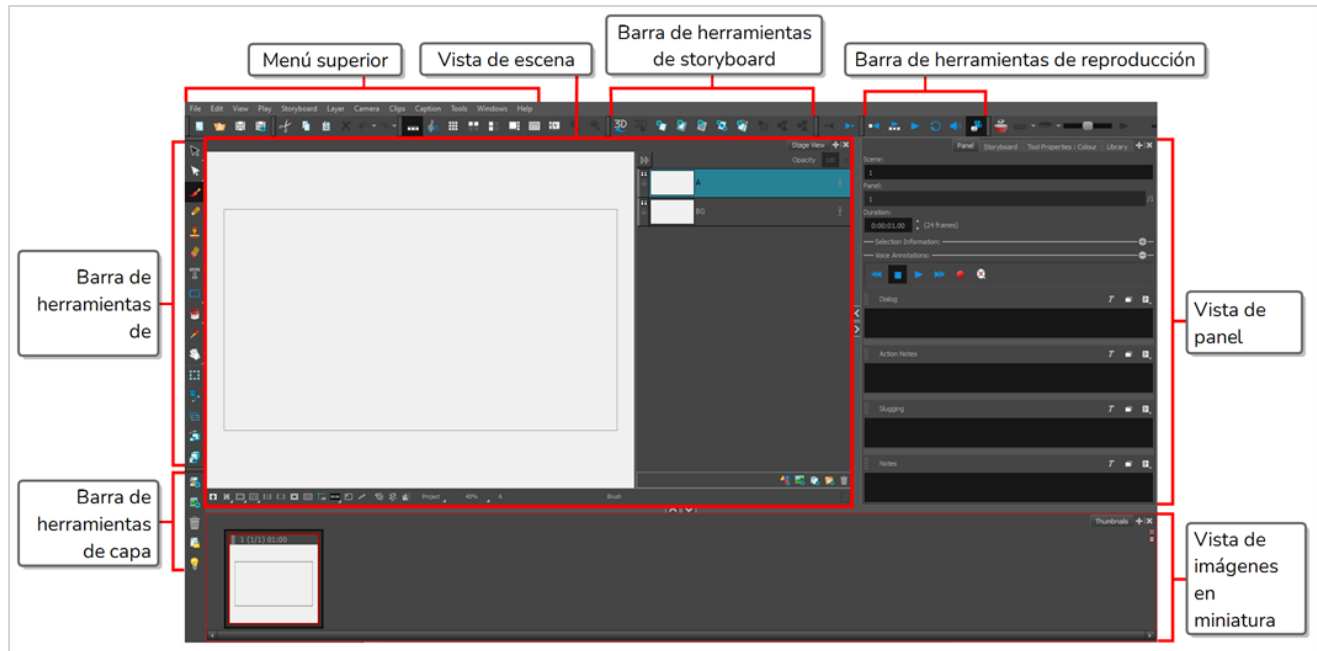 Barra de herramientas
de storyboard
Menú superior
Vista de escena
Barra de herramientas de reproducción
File Edit View Play Storyboard Layer Camera Clips Caption Tools Windows Help
3D
Stage View
Opacity
A
BG
Panel Storyboard Tool Properties : Colour Library
Scene:
1
Panel:
1
/1
Duration:
0:00:01.00 (24 frames)
Selection Information:
Voice Annotations:
Dialog
Action Notes
Slugging
Notes
Barra de
herramientas
de
Vista de
panel
Project 40% A Brush
Barra de
herramientas
de capa
Thumbnails
1 (1/1) 01:00
Vista de
imágenes
en
miniatura